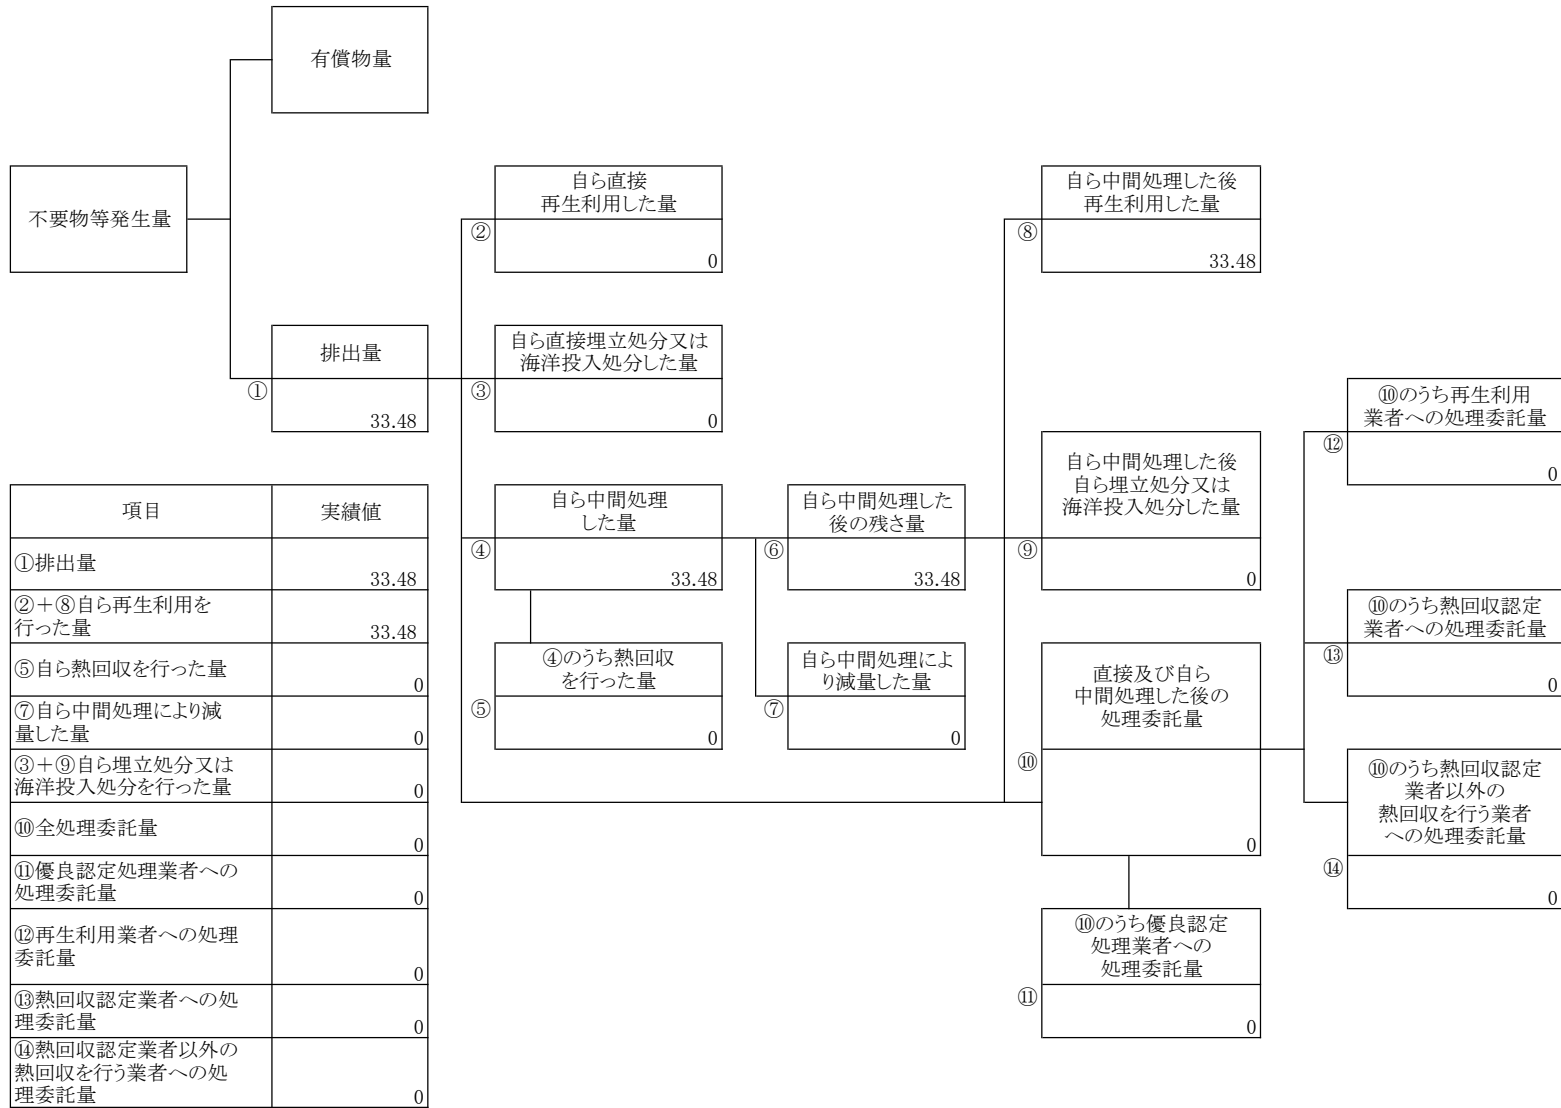 有償物量
不要物等発生量
自ら直接
再生利用した量
②
0
自ら中間処理した後
再生利用した量
⑧
33.48
排出量
①
33.48
自ら直接埋立処分又は
海洋投入処分した量
③
0
⑩のうち再生利用
業者への処理委託量
⑫
0
自ら中間処理
した量
④
33.48
自ら中間処理した
後の残さ量
⑥
33.48
自ら中間処理した後
自ら埋立処分又は
海洋投入処分した量
⑨
0
⑩のうち熱回収認定
業者への処理委託量
⑬
0
④のうち熱回収
を行った量
⑤
0
自ら中間処理によ
り減量した量
⑦
0
直接及び自ら
中間処理した後の
処理委託量
⑩
0
⑩のうち熱回収認定
業者以外の
熱回収を行う業者
への処理委託量
⑭
0
⑩のうち優良認定
処理業者への
処理委託量
⑪
0
項目 実績値
①排出量 33.48
②+⑧自ら再生利用を
行った量 33.48
⑤自ら熱回収を行った量 0
⑦自ら中間処理により減
量した量 0
③+⑨自ら埋立処分又は
海洋投入処分を行った量 0
⑩全処理委託量 0
⑪優良認定処理業者への
処理委託量 0
⑫再生利用業者への処理
委託量 0
⑬熱回収認定業者への処
理委託量 0
⑭熱回収認定業者以外の
熱回収を行う業者への処
理委託量 0